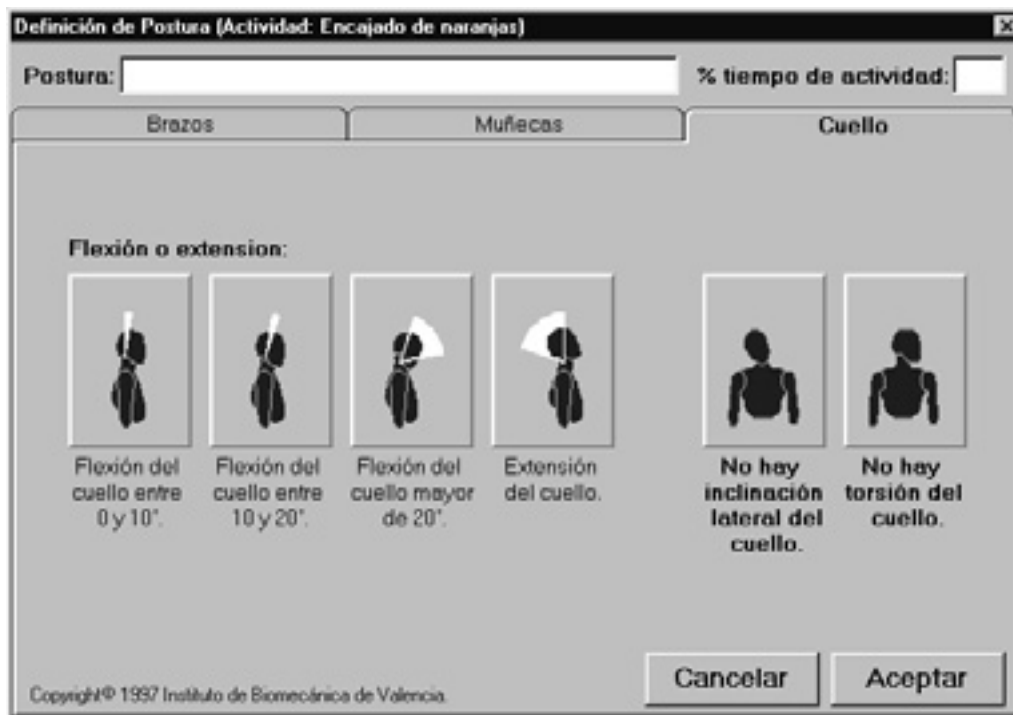 Definición de Postura (Actividad: Encajado de naranjas)
Postura: % tiempo de actividad:
Brazos Muñecas Cuello
Flexión o extension:
Flexión del
cuello entre
0 y 10°.
Flexión del
cuello entre
10 y 20°.
Flexión del
cuello mayor
de 20°.
Extensión
del cuello.
No hay
inclinación
lateral del
cuello.
No hay
torsión del
cuello.
Cancelar Aceptar
Copyright© 1997 Instituto de Biomecánica de Valencia.